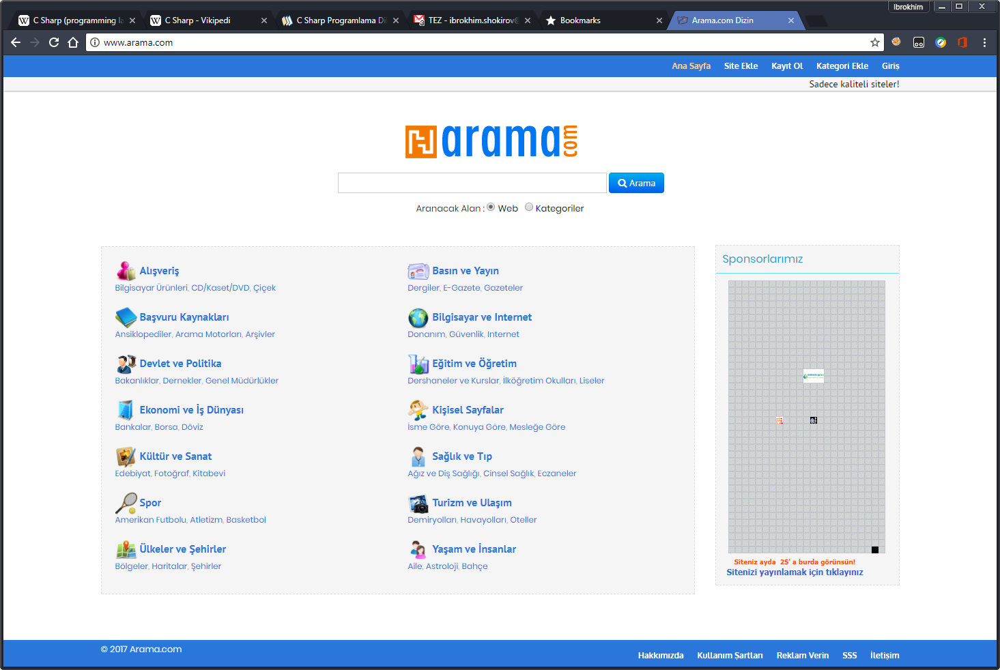 Ibrokhim
C Sharp (programming la
C Sharp - Vikipedi
C Sharp Programlama Di
TEZ - ibrokhim.shokirov@
Bookmarks
Arama.com Dizin
www.arama.com
Ana Sayfa Site Ekle Kayıt Ol Kategori Ekle Giriş
Sadece kaliteli siteler!
arama com
Arama
Aranacak Alan : Web Kategoriler
Alışveriş
Bilgisayar Ürünleri, CD/Kaset/DVD, Çiçek
Basın ve Yayın
Dergiler, E-Gazete, Gazeteler
Başvuru Kaynakları
Ansiklopediler, Arama Motorları, Arşivler
Bilgisayar ve Internet
Donanım, Güvenlik, Internet
Devlet ve Politika
Bakanlıklar, Dernekler, Genel Müdürlükler
Eğitim ve Öğretim
Dershaneler ve Kurslar, İlköğretim Okulları, Liseler
Ekonomi ve İş Dünyası
Bankalar, Borsa, Döviz
Kişisel Sayfalar
İsme Göre, Konuya Göre, Mesleğe Göre
Kültür ve Sanat
Edebiyat, Fotoğraf, Kitabevi
Sağlık ve Tıp
Ağız ve Diş Sağlığı, Cinsel Sağlık, Eczaneler
Spor
Amerikan Futbolu, Atletizm, Basketbol
Turizm ve Ulaşım
Demiryolları, Havayolları, Oteller
Ülkeler ve Şehirler
Bölgeler, Haritalar, Şehirler
Yaşam ve İnsanlar
Aile, Astroloji, Bahçe
Sponsorlarımız
Siteniz ayda 2$' a burda görünsün!
Sitenizi yayınlamak için tıklayınız
© 2017 Arama.com
Hakkımızda Kullanım Şartları Reklam Verin SSS İletişim